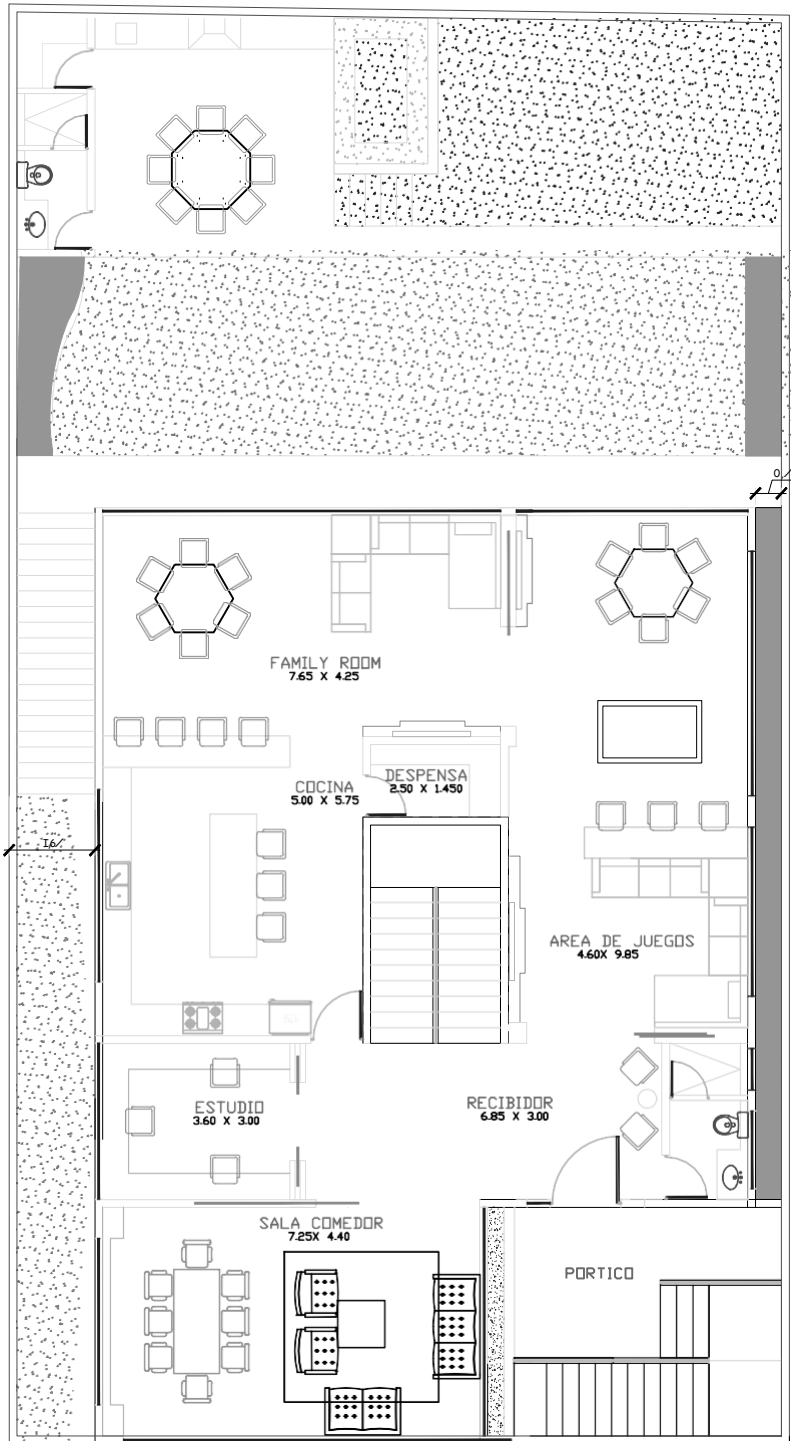 FAMILY ROOM
7.65 X 4.25
DESPENSA
2.50 X 1.450
COCINA
5.00 X 5.75
AREA DE JUEGOS
4.60X 9.85
ESTUDIO
3.60 X 3.00
RECIBIDOR
6.85 X 3.00
SALA COMEDOR
7.25X 4.40
PORTICO